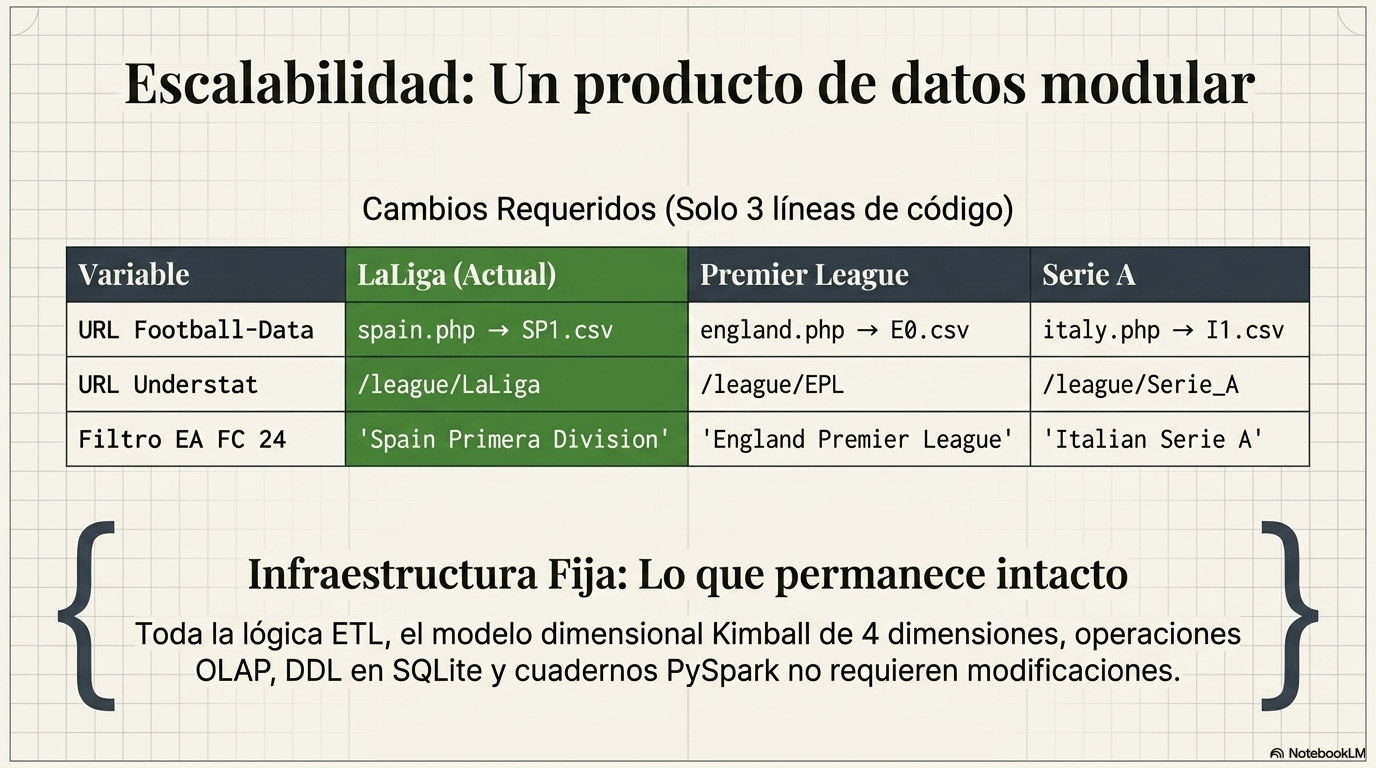 Escalabilidad: Un producto de datos modular
Cambios Requeridos (Solo 3 líneas de código)
Variable LaLiga (Actual) Premier League Serie A
URL Football-Data spain.php → SP1.csv england.php → E0.csv italy.php → I1.csv
URL Understat /league/LaLiga /league/EPL /league/Serie_A
Filtro EA FC 24 'Spain Primera Division' 'England Premier League' 'Italian Serie A'
{ }
Infraestructura Fija: Lo que permanece intacto
Toda la lógica ETL, el modelo dimensional Kimball de 4 dimensiones, operaciones
OLAP, DDL en SQLite y cuadernos PySpark no requieren modificaciones.
NotebookLM